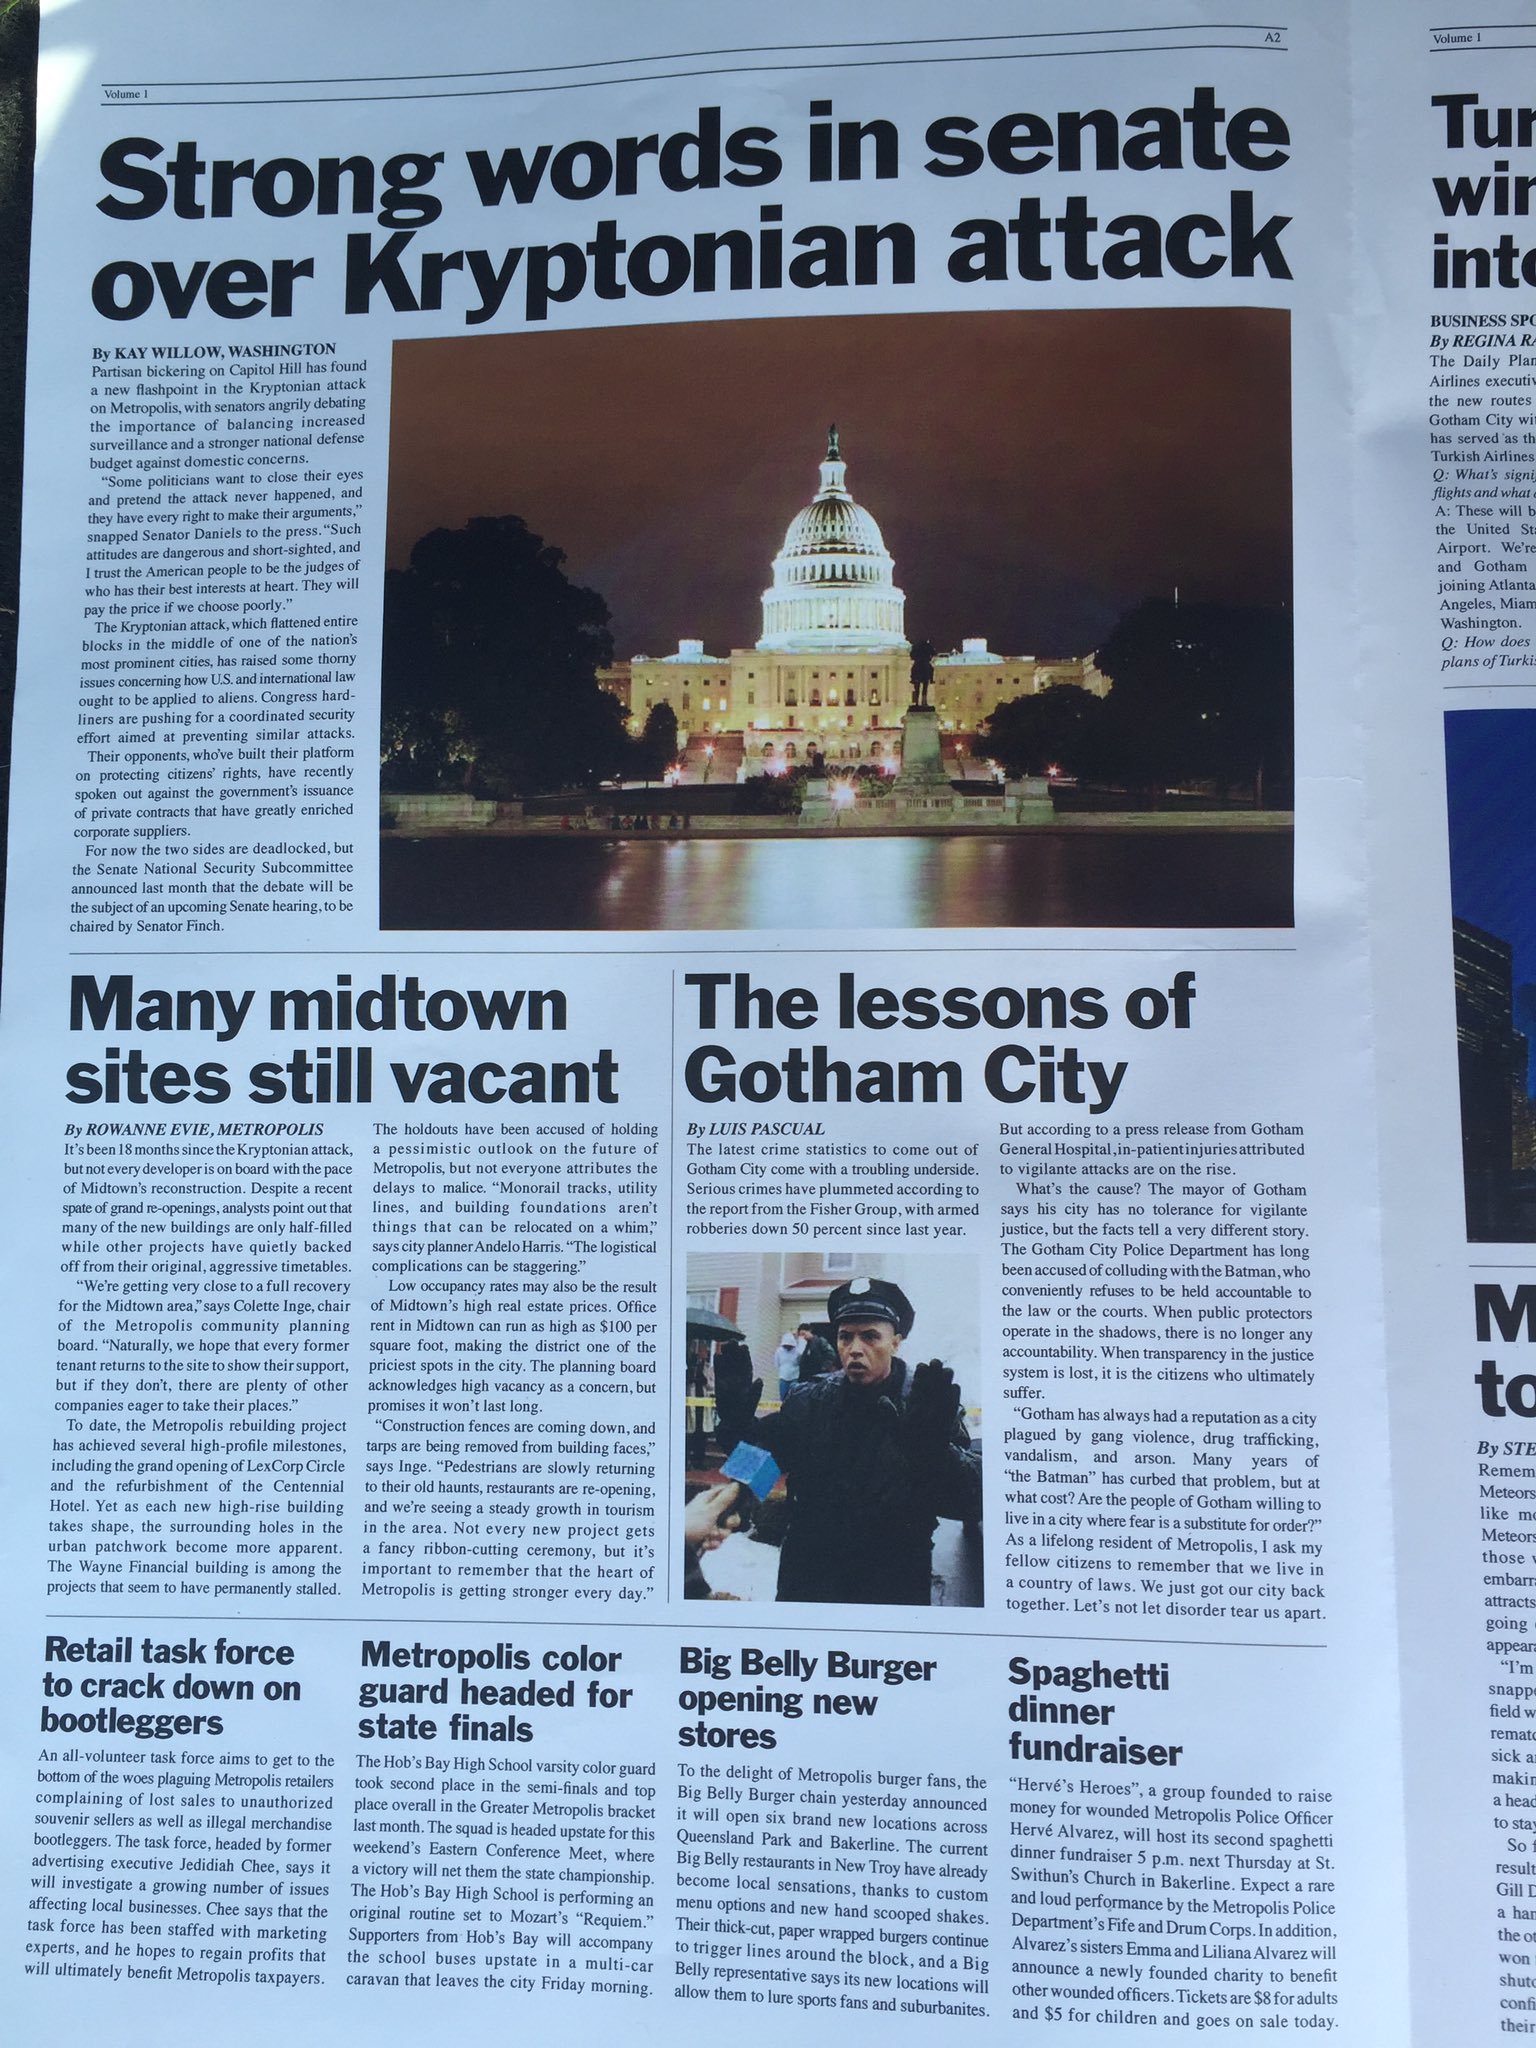 Volume 1
A2
Strong words in senate
over Kryptonian attack
By KAY WILLOW, WASHINGTON
Partisan bickering on Capitol Hill has found
a new flashpoint in the Kryptonian attack
on Metropolis, with senators angrily debating
the importance of balancing increased
surveillance and a stronger national defense
budget against domestic concerns.
"Some politicians want to close their eyes
and pretend the attack never happened, and
they have every right to make their arguments,"
snapped Senator Daniels to the press. "Such
attitudes are dangerous and short-sighted, and
I trust the American people to be the judges of
who has their best interests at heart. They will
pay the price if we choose poorly."
The Kryptonian attack, which flattened entire
blocks in the middle of one of the nation's
most prominent cities, has raised some thorny
issues concerning how U.S. and international law
ought to be applied to aliens. Congress hard-
liners are pushing for a coordinated security
effort aimed at preventing similar attacks.
Their opponents, who've built their platform
on protecting citizens' rights, have recently
spoken out against the government's issuance
of private contracts that have greatly enriched
corporate suppliers.
For now the two sides are deadlocked, but
the Senate National Security Subcommittee
announced last month that the debate will be
the subject of an upcoming Senate hearing, to be
chaired by Senator Finch.
Many midtown
sites still vacant
By ROWANNE EVIE, METROPOLIS
It's been 18 months since the Kryptonian attack,
but not every developer is on board with the pace
of Midtown's reconstruction. Despite a recent
spate of grand re-openings, analysts point out that
many of the new buildings are only half-filled
while other projects have quietly backed
off from their original, aggressive timetables.
"We're getting very close to a full recovery
for the Midtown area," says Colette Inge, chair
of the Metropolis community planning
board. "Naturally, we hope that every former
tenant returns to the site to show their support,
but if they don't, there are plenty of other
companies eager to take their places."
To date, the Metropolis rebuilding project
has achieved several high-profile milestones,
including the grand opening of LexCorp Circle
and the refurbishment of the Centennial
Hotel. Yet as each new high-rise building
takes shape, the surrounding holes in the
urban patchwork become more apparent.
The Wayne Financial building is among the
projects that seem to have permanently stalled.
The holdouts have been accused of holding
a pessimistic outlook on the future of
Metropolis, but not everyone attributes the
delays to malice. "Monorail tracks, utility
lines, and building foundations aren't
things that can be relocated on a whim,"
says city planner Andelo Harris. "The logistical
complications can be staggering."
Low occupancy rates may also be the result
of Midtown's high real estate prices. Office
rent in Midtown can run as high as $100 per
square foot, making the district one of the
priciest spots in the city. The planning board
acknowledges high vacancy as a concern, but
promises it won't last long.
"Construction fences are coming down, and
tarps are being removed from building faces,"
says Inge. "Pedestrians are slowly returning
to their old haunts, restaurants are re-opening,
and we're seeing a steady growth in tourism
in the area. Not every new project gets
a fancy ribbon-cutting ceremony, but it's
important to remember that the heart of
Metropolis is getting stronger every day."
The lessons of
Gotham City
By LUIS PASCUAL
The latest crime statistics to come out of
Gotham City come with a troubling underside.
Serious crimes have plummeted according to
the report from the Fisher Group, with armed
robberies down 50 percent since last year.
But according to a press release from Gotham
General Hospital, in-patient injuries attributed
to vigilante attacks are on the rise.
What's the cause? The mayor of Gotham
says his city has no tolerance for vigilante
justice, but the facts tell a very different story.
The Gotham City Police Department has long
been accused of colluding with the Batman, who
conveniently refuses to be held accountable to
the law or the courts. When public protectors
operate in the shadows, there is no longer any
accountability. When transparency in the justice
system is lost, it is the citizens who ultimately
suffer.
"Gotham has always had a reputation as a city
plagued by gang violence, drug trafficking,
vandalism, and arson. Many years of
"the Batman" has curbed that problem, but at
what cost? Are the people of Gotham willing to
live in a city where fear is a substitute for order?"
As a lifelong resident of Metropolis, I ask my
fellow citizens to remember that we live in
a country of laws. We just got our city back
together. Let's not let disorder tear us apart.
Retail task force
to crack down on
bootleggers
An all-volunteer task force aims to get to the
bottom of the woes plaguing Metropolis retailers
complaining of lost sales to unauthorized
souvenir sellers as well as illegal merchandise
bootleggers. The task force, headed by former
advertising executive Jedidiah Chee, says it
will investigate a growing number of issues
affecting local businesses. Chee says that the
task force has been staffed with marketing
experts, and he hopes to regain profits that
will ultimately benefit Metropolis taxpayers.
Metropolis color
guard headed for
state finals
The Hob's Bay High School varsity color guard
took second place in the semi-finals and top
place overall in the Greater Metropolis bracket
last month. The squad is headed upstate for this
weekend's Eastern Conference Meet, where
a victory will net them the state championship.
The Hob's Bay High School is performing an
original routine set to Mozart's "Requiem."
Supporters from Hob's Bay will accompany
the school buses upstate in a multi-car
caravan that leaves the city Friday morning.
Big Belly Burger
opening new
stores
To the delight of Metropolis burger fans, the
Big Belly Burger chain yesterday announced
it will open six brand new locations across
Queensland Park and Bakerline. The current
Big Belly restaurants in New Troy have already
become local sensations, thanks to custom
menu options and new hand scooped shakes.
Their thick-cut, paper wrapped burgers continue
to trigger lines around the block, and a Big
Belly representative says its new locations will
allow them to lure sports fans and suburbanites.
Spaghetti
dinner
fundraiser
"Hervé's Heroes", a group founded to raise
money for wounded Metropolis Police Officer
Hervé Alvarez, will host its second spaghetti
dinner fundraiser 5 p.m. next Thursday at St.
Swithun's Church in Bakerline. Expect a rare
and loud performance by the Metropolis Police
Department's Fife and Drum Corps. In addition,
Alvarez's sisters Emma and Liliana Alvarez will
announce a newly founded charity to benefit
other wounded officers. Tickets are $8 for adults
and $5 for children and goes on sale today.
Volume 1
Tur
win
into
BUSINESS SPO
By REGINA RA
The Daily Plan
Airlines executiv
the new routes
Gotham City wi
has served as th
Turkish Airlines
Q: What's signi
flights and what
A: These will b
the United Sta
Airport. We're
and Gotham
joining Atlanta
Angeles, Miam
Washington.
Q: How does
plans of Turkis
M
to
By STE
Remem
Meteors
like mo
Meteors
those
embarr
attracts
going
appeara
"I'm
snappe
field w
remate
sick a
makin
a head
to stay
So f
result
Gill D
a han
the ot
won
shute
confi
their